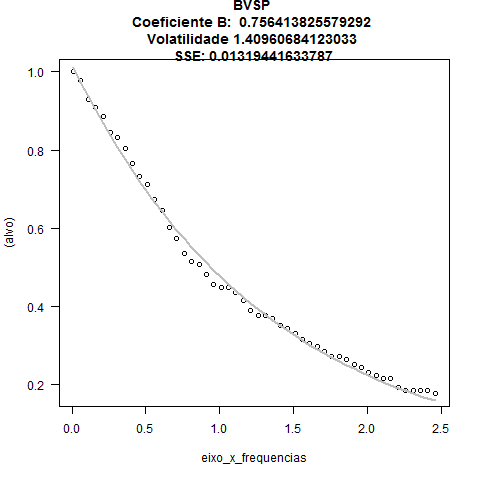 BVSP
Coeficiente B: 0.756413825579292
Volatilidade 1.40960684123033
SSE: 0.01319441633787
(alvo)
1.0
0.8
0.6
0.4
0.2
0.0
0.5
1.0
1.5
2.0
2.5
eixo_x_frequencias